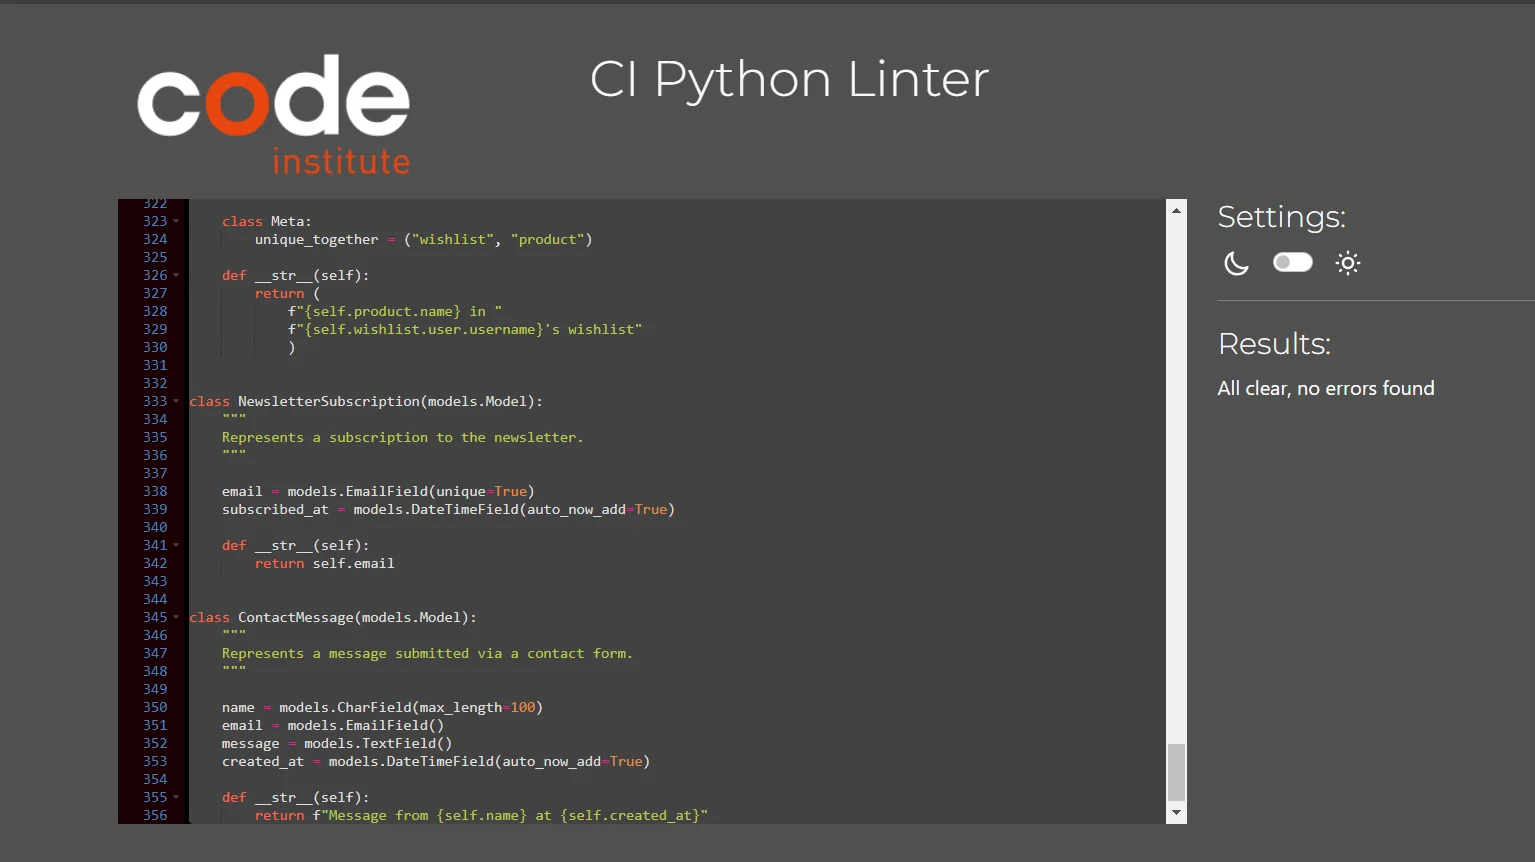 code
institute
CI Python Linter
322
323 class Meta:
324 unique_together = ("wishlist", "product")
325
326 def __str__(self):
327 return (
328 f"{self.product.name} in "
329 f"{self.wishlist.user.username}'s wishlist"
330 )
331
332
333 class NewsletterSubscription(models.Model):
334 """
335 Represents a subscription to the newsletter.
336 """
337
338 email = models.EmailField(unique=True)
339 subscribed_at = models.DateTimeField(auto_now_add=True)
340
341 def __str__(self):
342 return self.email
343
344
345 class ContactMessage(models.Model):
346 """
347 Represents a message submitted via a contact form.
348 """
349
350 name = models.CharField(max_length=100)
351 email = models.EmailField()
352 message = models.TextField()
353 created_at = models.DateTimeField(auto_now_add=True)
354
355 def __str__(self):
356 return f"Message from {self.name} at {self.created_at}"
Settings:
Results:
All clear, no errors found